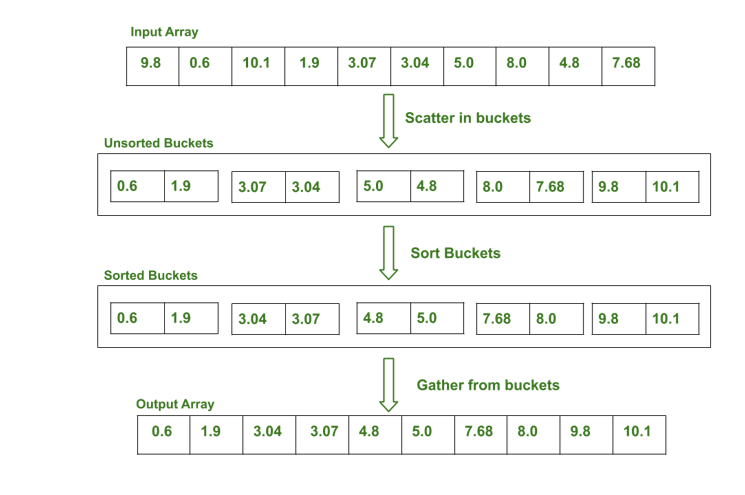 Input Array
9.8 0.6 10.1 1.9 3.07 3.04 5.0 8.0 4.8 7.68
Scatter in buckets
Unsorted Buckets
0.6 1.9 3.07 3.04 5.0 4.8 8.0 7.68 9.8 10.1
Sort Buckets
Sorted Buckets
0.6 1.9 3.04 3.07 4.8 5.0 7.68 8.0 9.8 10.1
Gather from buckets
Output Array
0.6 1.9 3.04 3.07 4.8 5.0 7.68 8.0 9.8 10.1